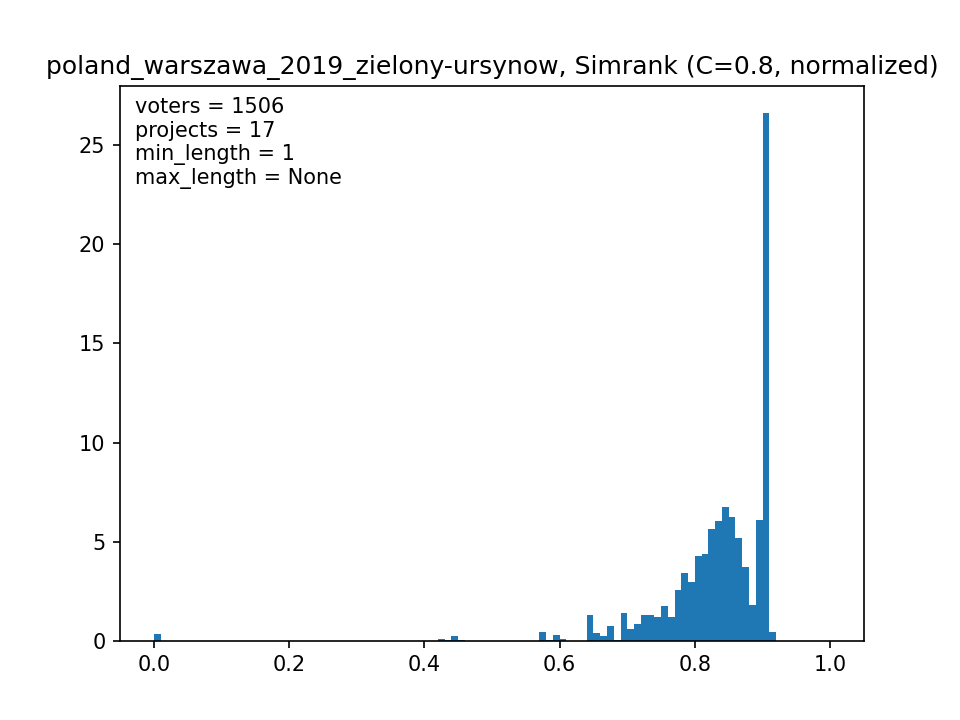 poland_warszawa_2019_zielony-ursynow, Simrank (C=0.8, normalized)
voters = 1506
projects = 17
min_length = 1
max_length = None
25
20
15
10
5
0
0.0 0.2 0.4 0.6 0.8 1.0